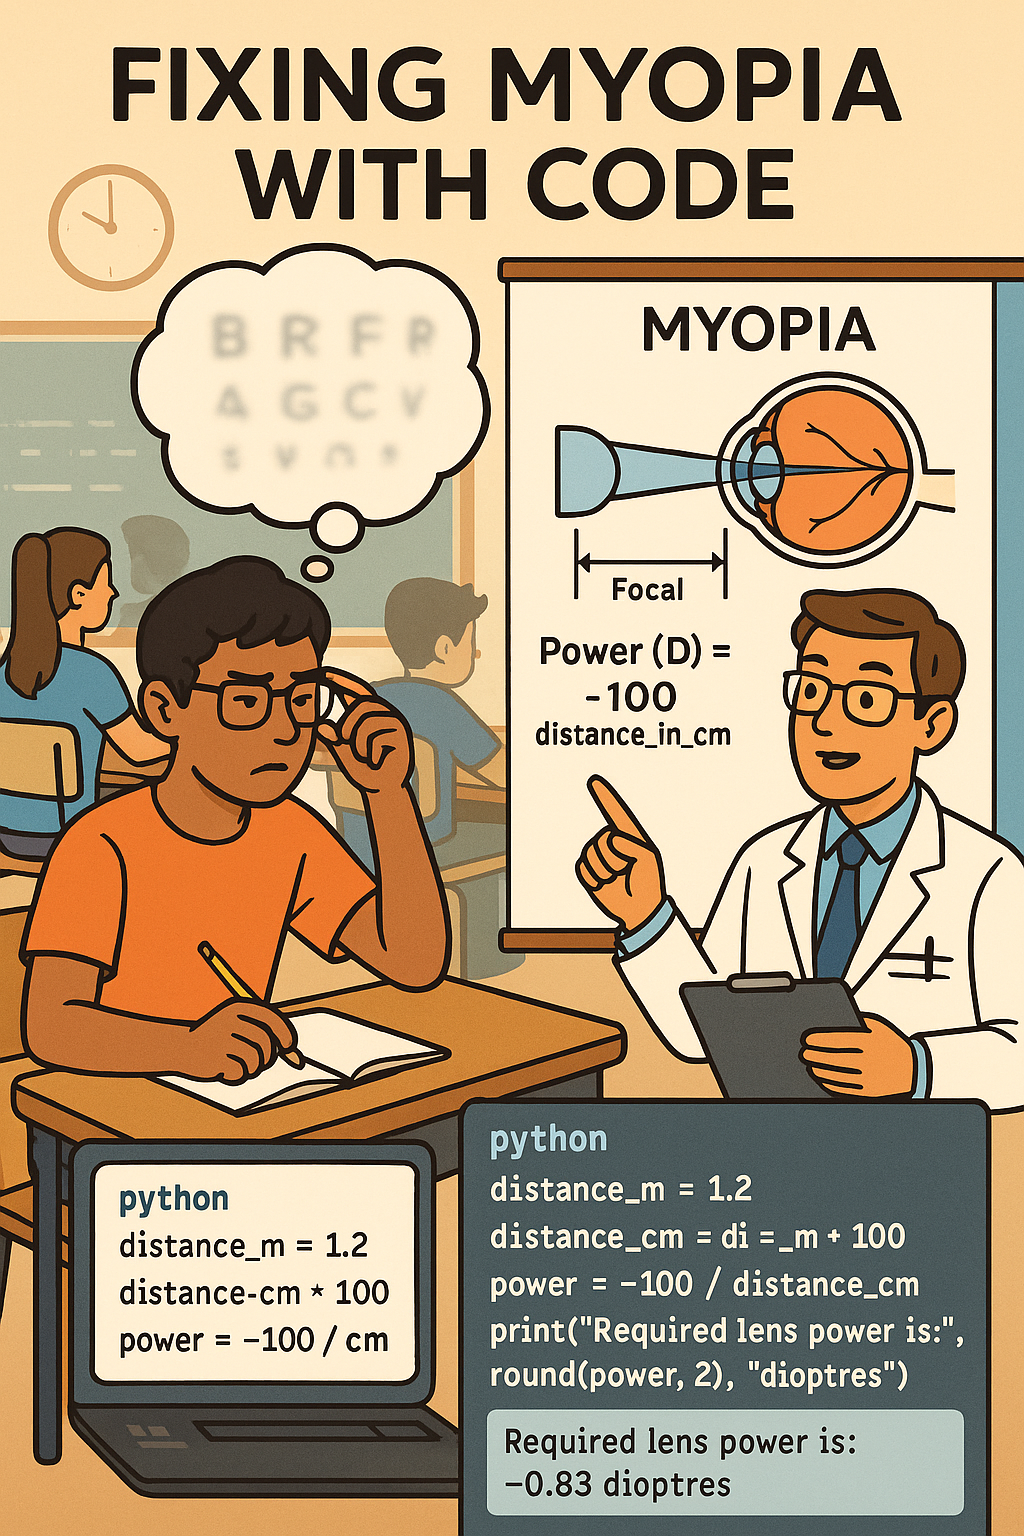 FIXING MYOPIA
WITH CODE
B R F R
A G C V
MYOPIA
Focal
Power (D) =
-100
distance_in_cm
python
distance_m = 1.2
distance-cm * 100
power = −100 / cm
python
distance_m = 1.2
distance_cm = di =_m + 100
power = −100 / distance_cm
print("Required lens power is:",
round(power, 2), "dioptres")
Required lens power is:
−0.83 dioptres